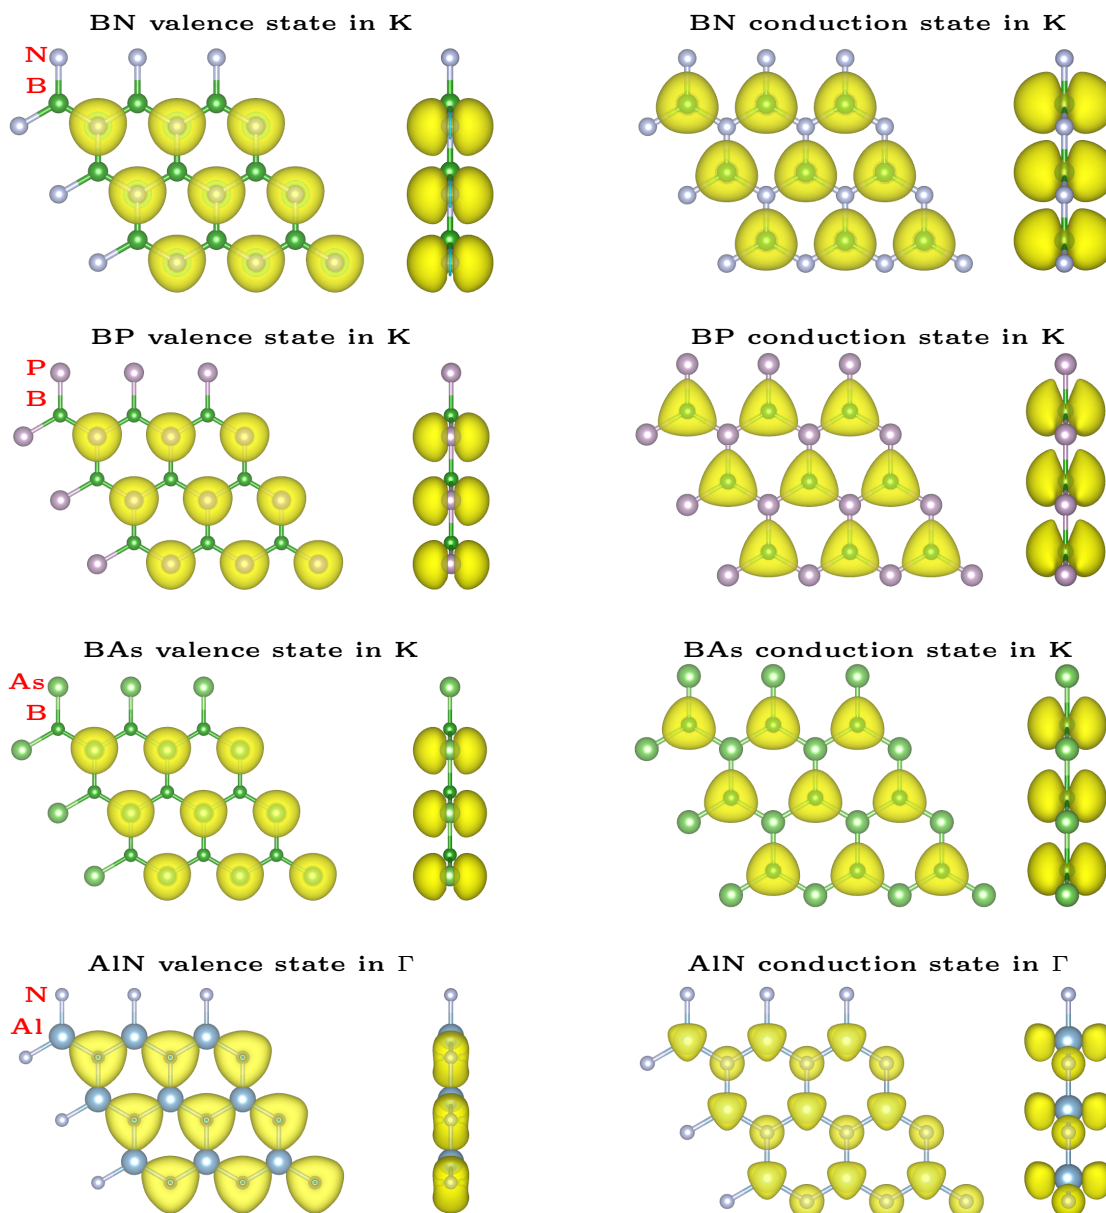 BN valence state in K
BN conduction state in K
N
B
BP valence state in K
BP conduction state in K
P
B
BAs valence state in K
BAs conduction state in K
As
B
AlN valence state in Γ
AlN conduction state in Γ
N
Al